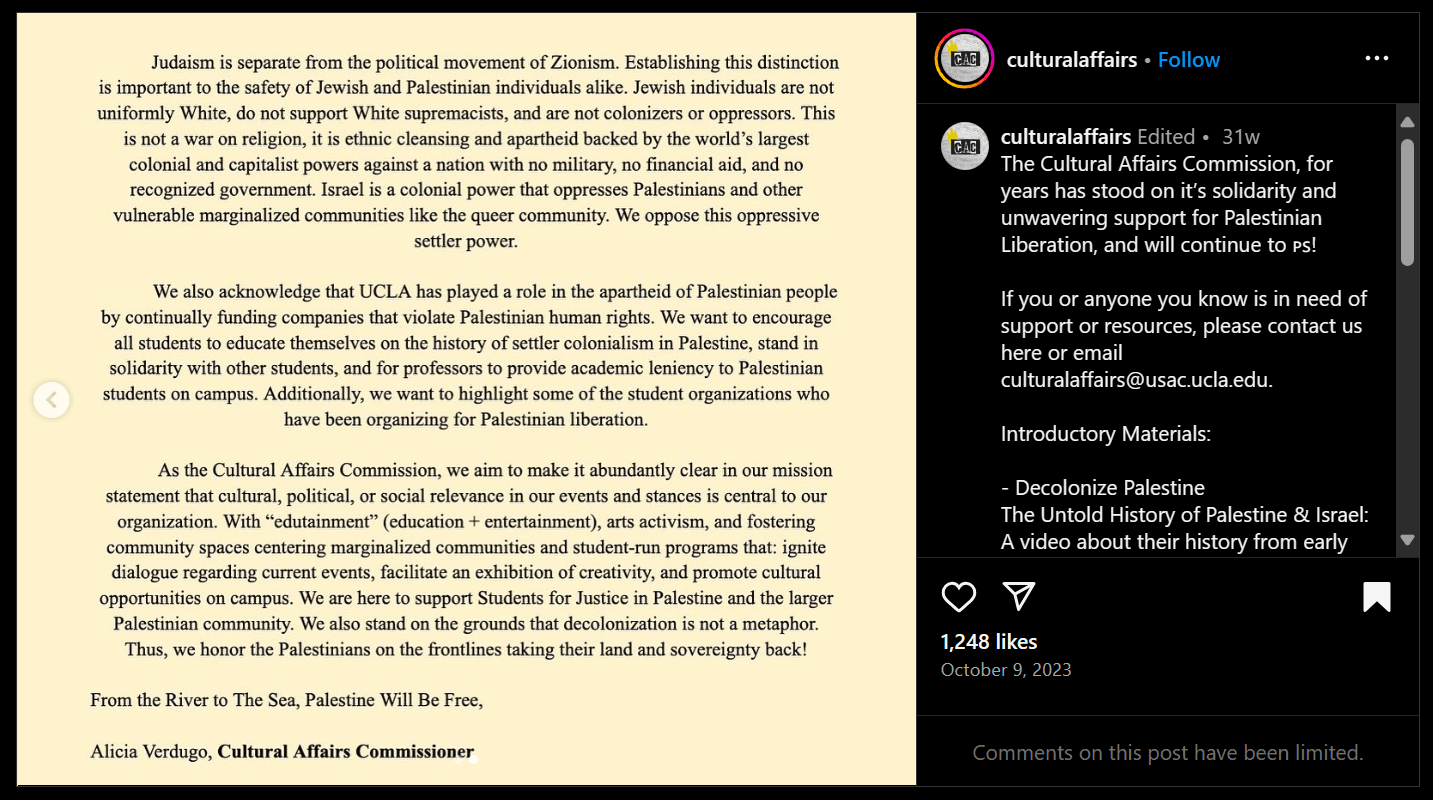 Judaism is separate from the political movement of Zionism. Establishing this distinction
is important to the safety of Jewish and Palestinian individuals alike. Jewish individuals are not
uniformly White, do not support White supremacists, and are not colonizers or oppressors. This
is not a war on religion, it is ethnic cleansing and apartheid backed by the world’s largest
colonial and capitalist powers against a nation with no military, no financial aid, and no
recognized government. Israel is a colonial power that oppresses Palestinians and other
vulnerable marginalized communities like the queer community. We oppose this oppressive
settler power.
We also acknowledge that UCLA has played a role in the apartheid of Palestinian people
by continually funding companies that violate Palestinian human rights. We want to encourage
all students to educate themselves on the history of settler colonialism in Palestine, stand in
solidarity with other students, and for professors to provide academic leniency to Palestinian
students on campus. Additionally, we want to highlight some of the student organizations who
have been organizing for Palestinian liberation.
As the Cultural Affairs Commission, we aim to make it abundantly clear in our mission
statement that cultural, political, or social relevance in our events and stances is central to our
organization. With “edutainment” (education + entertainment), arts activism, and fostering
community spaces centering marginalized communities and student-run programs that: ignite
dialogue regarding current events, facilitate an exhibition of creativity, and promote cultural
opportunities on campus. We are here to support Students for Justice in Palestine and the larger
Palestinian community. We also stand on the grounds that decolonization is not a metaphor.
Thus, we honor the Palestinians on the frontlines taking their land and sovereignty back!
From the River to The Sea, Palestine Will Be Free,
Alicia Verdugo, Cultural Affairs Commissioner
CAC
culturalaffairs • Follow
CAC
culturalaffairs Edited • 31w
The Cultural Affairs Commission, for
years has stood on it’s solidarity and
unwavering support for Palestinian
Liberation, and will continue to ᴘs!
If you or anyone you know is in need of
support or resources, please contact us
here or email
culturalaffairs@usac.ucla.edu.
Introductory Materials:
- Decolonize Palestine
The Untold History of Palestine & Israel:
A video about their history from early
1,248 likes
October 9, 2023
Comments on this post have been limited.